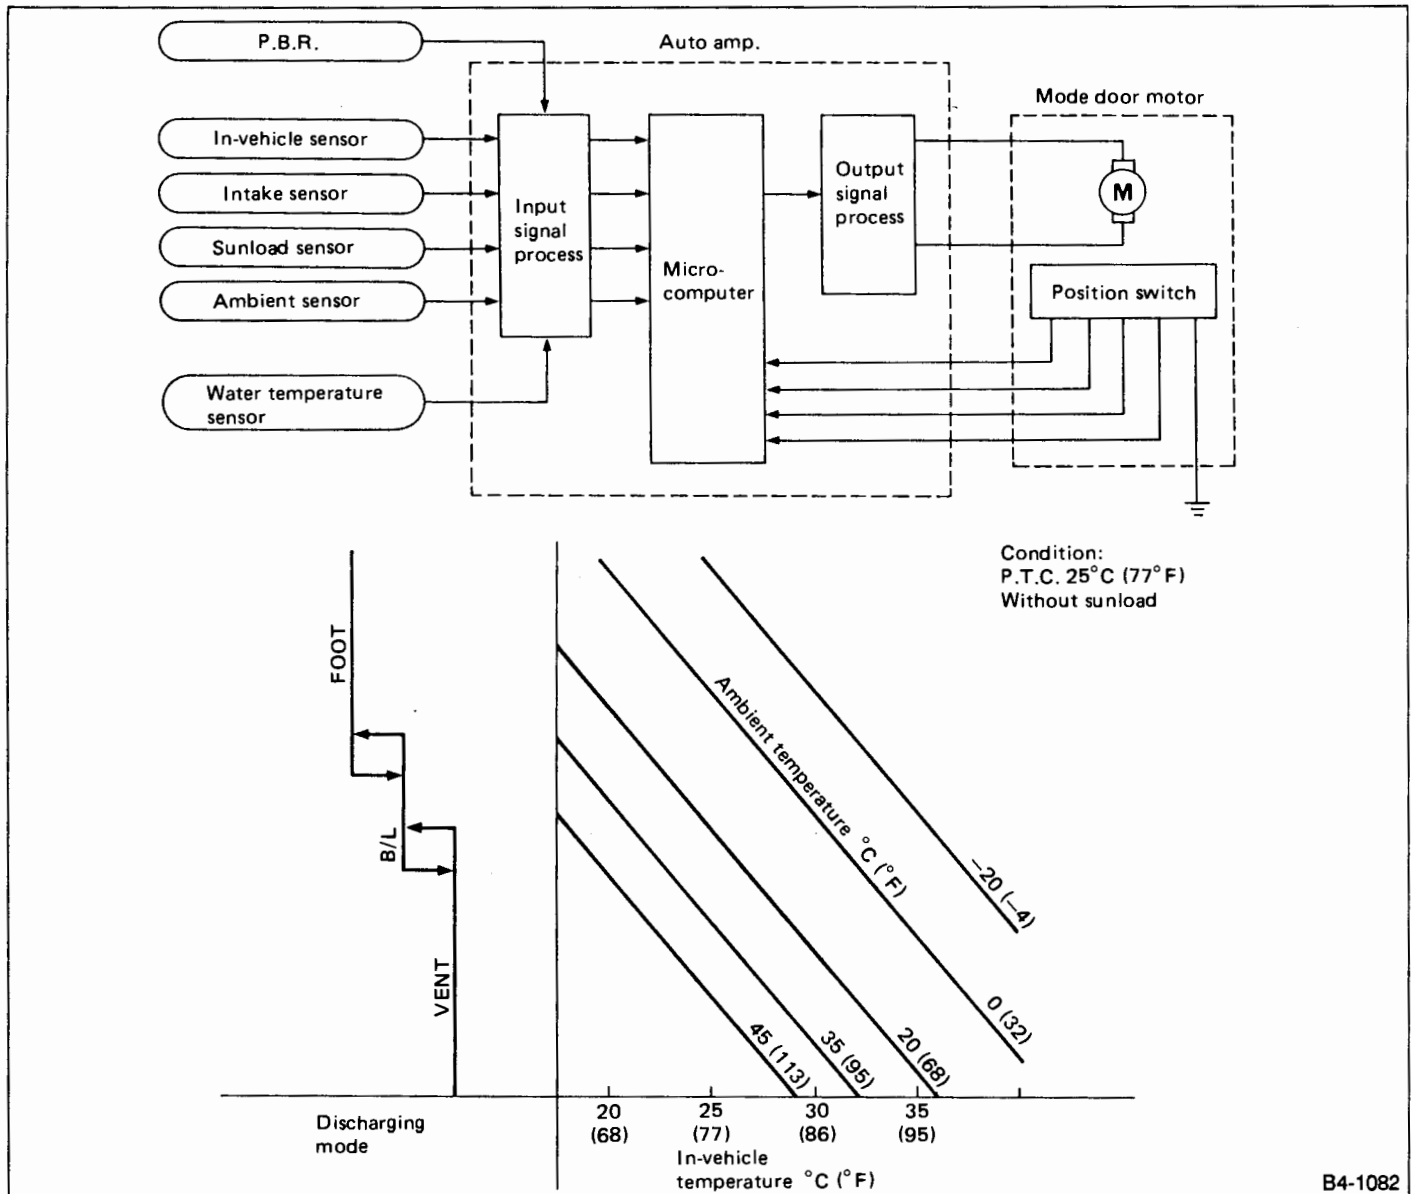 P.B.R.
Auto amp.
Mode door motor
In-vehicle sensor
Intake sensor
Sunload sensor
Ambient sensor
Water temperature
sensor
Input
signal
process
Micro-
computer
Output
signal
process
M
Position switch
Condition:
P.T.C. 25°C (77°F)
Without sunload
FOOT
B/L
VENT
Ambient temperature °C (°F)
-20 (-4)
0 (32)
20 (68)
35 (95)
45 (113)
Discharging
mode
20 25 30 35
(68) (77) (86) (95)
In-vehicle
temperature °C (°F)
B4-1082